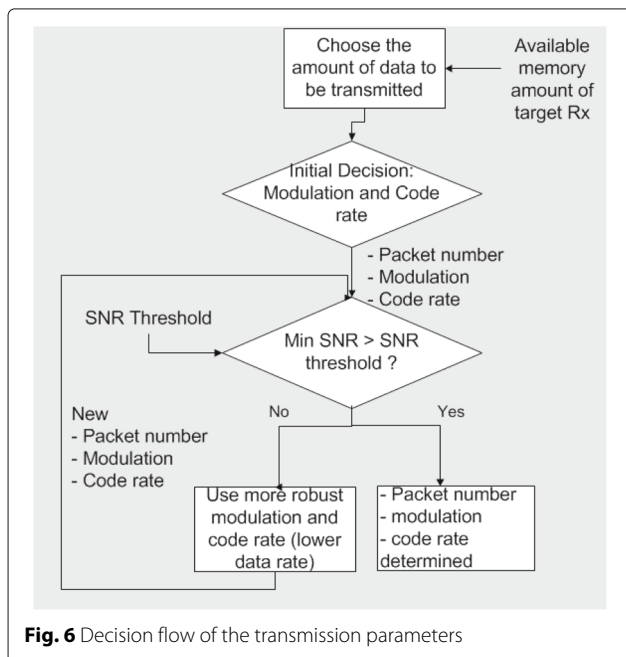 Choose the
amount of data to
be transmitted
Available
memory
amount of
target Rx
Initial Decision:
Modulation and Code
rate
- Packet number
- Modulation
- Code rate
SNR Threshold
Min SNR > SNR
threshold ?
No
Yes
New
- Packet number
- Modulation
- Code rate
Use more robust
modulation and
code rate (lower
data rate)
- Packet number
- modulation
- code rate
determined
Fig. 6 Decision flow of the transmission parameters